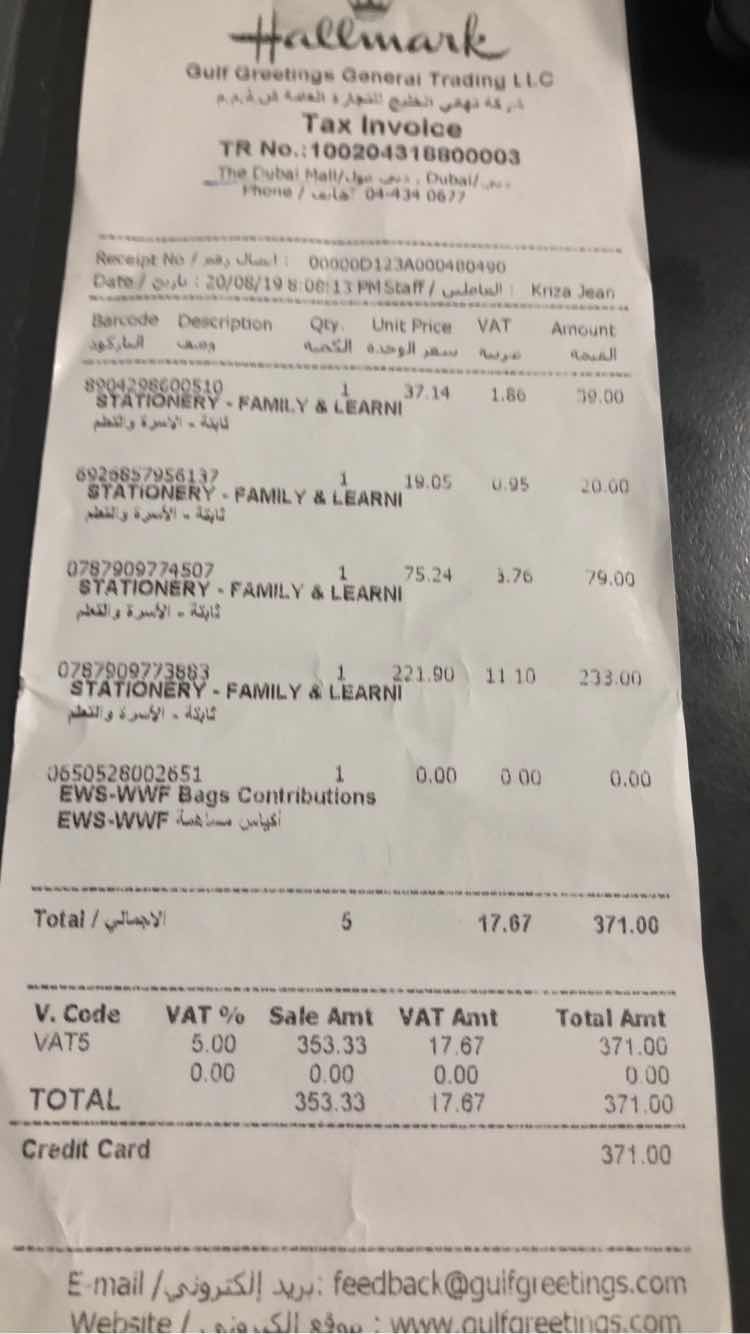 Hallmark
Gulf Greetings General Trading LLC
شركة تهاني الخليج للتجارة العامة ش.ذ.م.م
Tax Invoice
TR No.:100204318800003
The Dubai Mall/دبي مول , Dubai/دبي
Phone / هاتف: 04-434 0677
Receipt No / ايصال رقم : 00000D123A000480490
Date / تاريخ : 20/08/19 8:08:13 PM Staff / العاملين : Kriza Jean
Barcode Description Qty. Unit Price VAT Amount
الباركود وصف الكمية سعر الوحدة ضريبة القيمة
8904298600510 1 37.14 1.86 39.00
STATIONERY - FAMILY & LEARNI
ثابتة - الأسرة والتعلم
6926857956137 1 19.05 0.95 20.00
STATIONERY - FAMILY & LEARNI
ثابتة - الأسرة والتعلم
0787909774507 1 75.24 3.76 79.00
STATIONERY - FAMILY & LEARNI
ثابتة - الأسرة والتعلم
0787909773883 1 221.90 11.10 233.00
STATIONERY - FAMILY & LEARNI
ثابتة - الأسرة والتعلم
0650528002651 1 0.00 0.00 0.00
EWS-WWF Bags Contributions
EWS-WWF أكياس مساهمة
Total / الاجمالي 5 17.67 371.00
V. Code VAT % Sale Amt VAT Amt Total Amt
VAT5 5.00 353.33 17.67 371.00
0.00 0.00 0.00 0.00
TOTAL 353.33 17.67 371.00
Credit Card 371.00
E-mail / بريد إلكتروني: feedback@gulfgreetings.com
Website / موقع الكتروني : www.gulfgreetings.com